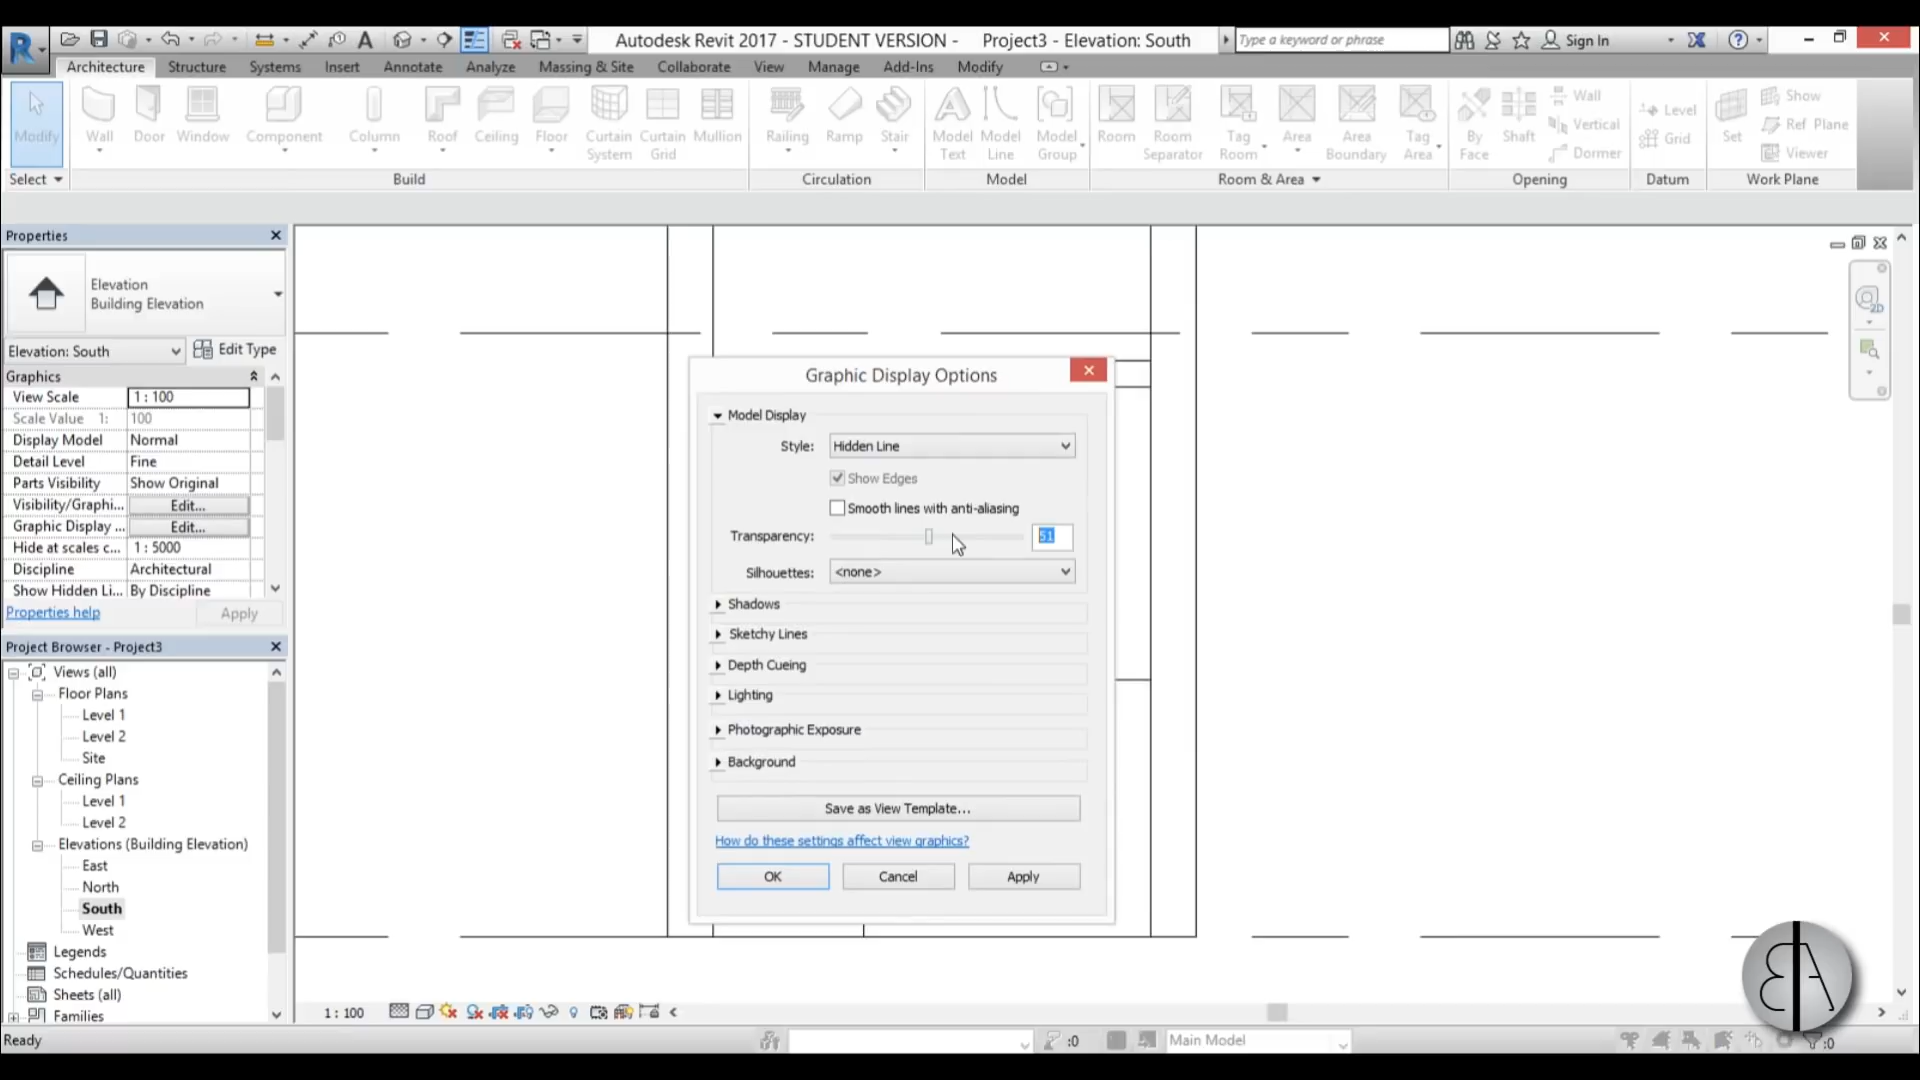 Autodesk Revit 2017 - STUDENT VERSION - Project3 - Elevation: South
Type a keyword or phrase
Sign In
Architecture Structure Systems Insert Annotate Analyze Massing & Site Collaborate View Manage Add-Ins Modify
Modify
Wall
Door
Window
Component
Column
Roof
Ceiling
Floor
Curtain System
Curtain Grid
Mullion
Railing
Ramp
Stair
Model Text
Model Line
Model Group
Room
Room Separator
Tag Room
Area
Area Boundary
Tag Area
By Face
Shaft
Wall
Vertical
Dormer
Level
Grid
Set
Show
Ref Plane
Viewer
Select
Build
Circulation
Model
Room & Area
Opening
Datum
Work Plane
Properties
Elevation
Building Elevation
Elevation: South
Edit Type
Graphics
View Scale 1 : 100
Scale Value 1: 100
Display Model Normal
Detail Level Fine
Parts Visibility Show Original
Visibility/Graphi... Edit...
Graphic Display ... Edit...
Hide at scales c... 1 : 5000
Discipline Architectural
Show Hidden Li... By Discipline
Properties help
Apply
Project Browser - Project3
Views (all)
Floor Plans
Level 1
Level 2
Site
Ceiling Plans
Level 1
Level 2
Elevations (Building Elevation)
East
North
South
West
Legends
Schedules/Quantities
Sheets (all)
Families
Graphic Display Options
Model Display
Style: Hidden Line
Show Edges
Smooth lines with anti-aliasing
Transparency: 51
Silhouettes: <none>
Shadows
Sketchy Lines
Depth Cueing
Lighting
Photographic Exposure
Background
Save as View Template...
How do these settings affect view graphics?
OK
Cancel
Apply
2D
1 : 100
Ready
:0
Main Model
:0